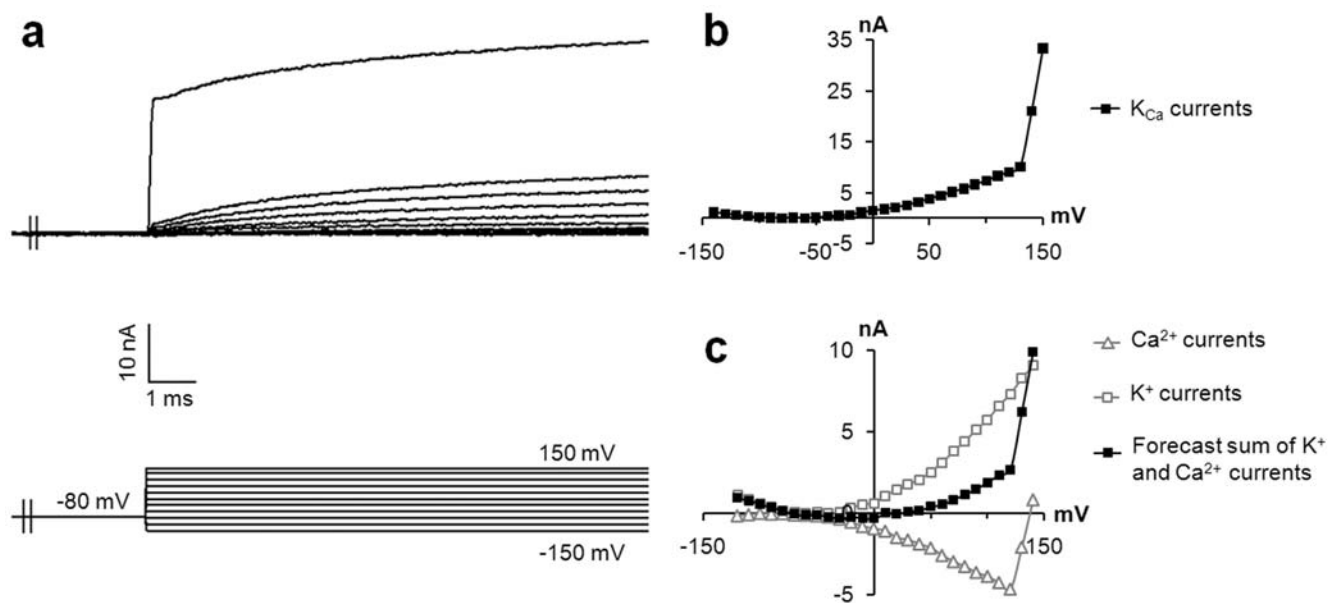 a
10 nA
1 ms
-80 mV
150 mV
-150 mV
b
nA
35
25
15
5
-5
-150
-50
50
150
mV
K_Ca currents
c
nA
10
5
0
-5
-150
150
mV
Ca²⁺ currents
K⁺ currents
Forecast sum of K⁺
and Ca²⁺ currents